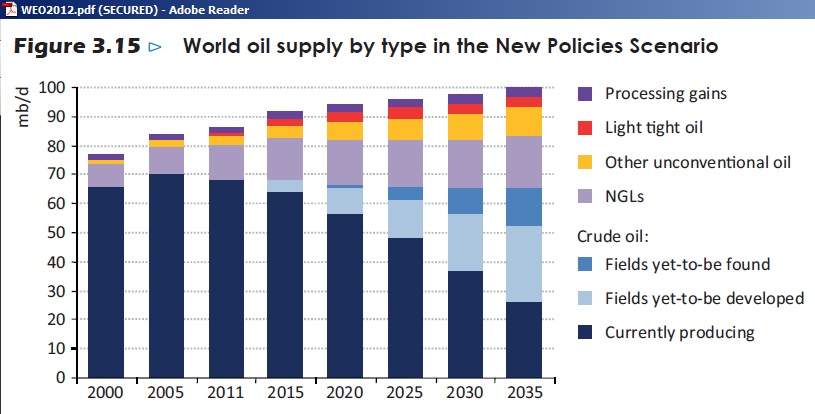 WEO2012.pdf (SECURED) - Adobe Reader
Figure 3.15 ▷ World oil supply by type in the New Policies Scenario
mb/d
100
90
80
70
60
50
40
30
20
10
0
2000 2005 2011 2015 2020 2025 2030 2035
Processing gains
Light tight oil
Other unconventional oil
NGLs
Crude oil:
Fields yet-to-be found
Fields yet-to-be developed
Currently producing